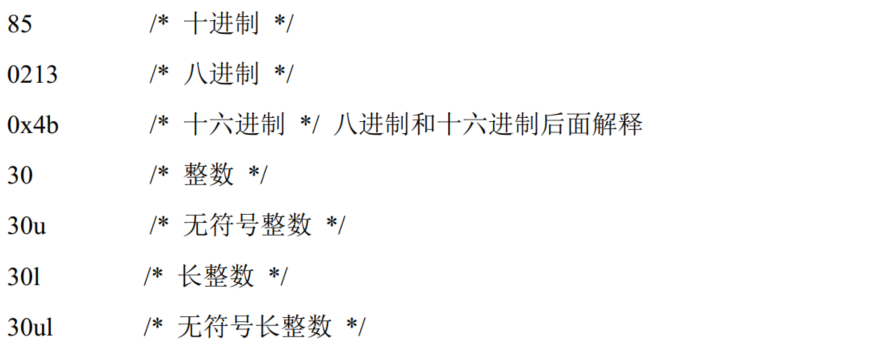 85 /* 十进制 */
0213 /* 八进制 */
0x4b /* 十六进制 */ 八进制和十六进制后面解释
30 /* 整数 */
30u /* 无符号整数 */
30l /* 长整数 */
30ul /* 无符号长整数 */